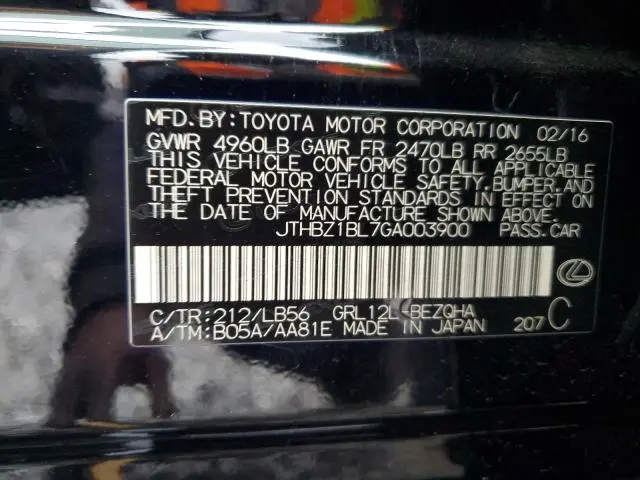 MFD. BY: TOYOTA MOTOR CORPORATION 02/16
GVWR 4960LB GAWR FR 2470LB RR 2655LB
THIS VEHICLE CONFORMS TO ALL APPLICABLE
FEDERAL MOTOR VEHICLE SAFETY, BUMPER, AND
THEFT PREVENTION STANDARDS IN EFFECT ON
THE DATE OF MANUFACTURE SHOWN ABOVE.
JTHBZ1BL7GA003900 PASS. CAR
C/TR: 212/LB56 GRL12L-BEZQHA
A/TM: B05A/AA81E MADE IN JAPAN 207 C